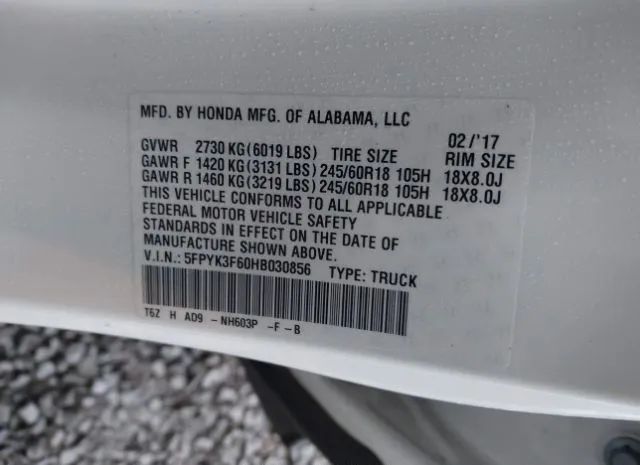 MFD. BY HONDA MFG. OF ALABAMA, LLC
02/'17
GVWR 2730 KG(6019 LBS) TIRE SIZE RIM SIZE
GAWR F 1420 KG(3131 LBS) 245/60R18 105H 18X8.0J
GAWR R 1460 KG(3219 LBS) 245/60R18 105H 18X8.0J
THIS VEHICLE CONFORMS TO ALL APPLICABLE
FEDERAL MOTOR VEHICLE SAFETY
STANDARDS IN EFFECT ON THE DATE OF
MANUFACTURE SHOWN ABOVE.
V.I.N.: 5FPYK3F60HB030856 TYPE: TRUCK
T6Z H AD9 -NH603P -F-B